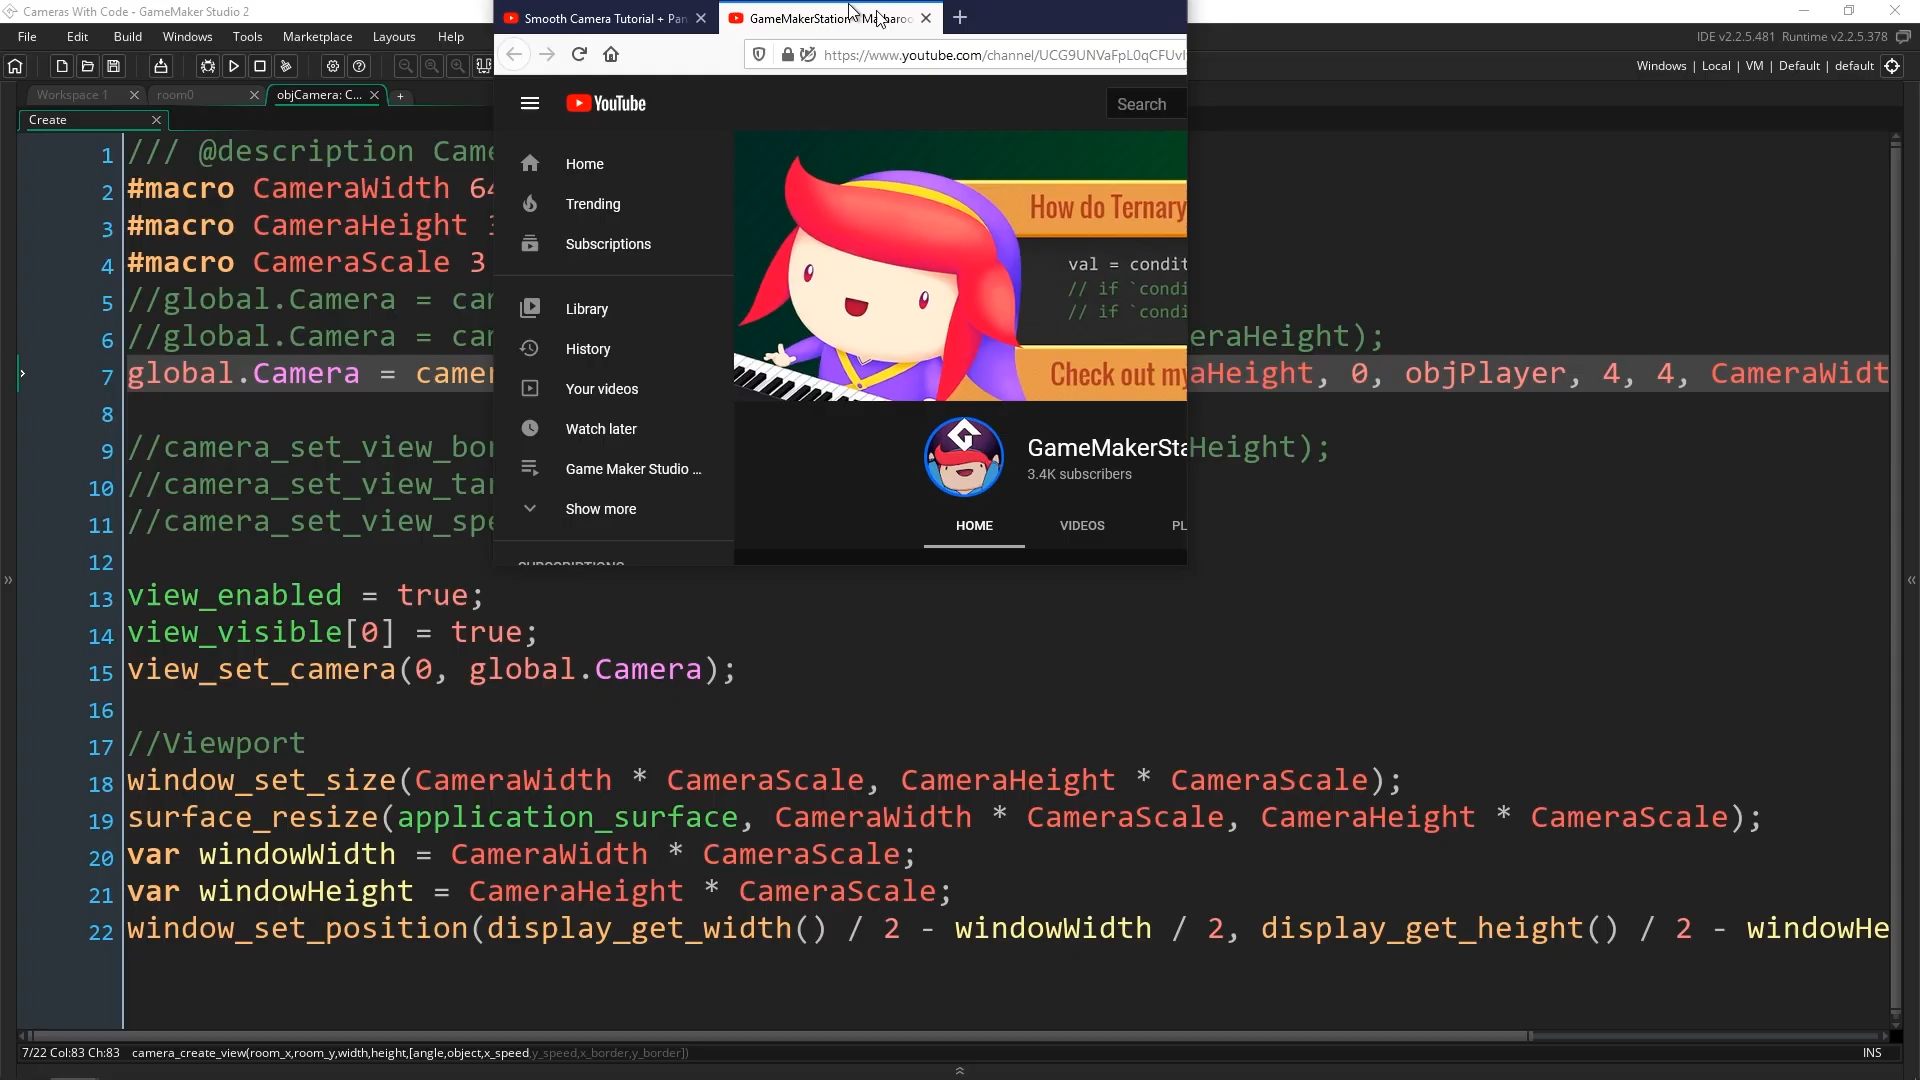 Cameras With Code - GameMaker Studio 2
File Edit Build Windows Tools Marketplace Layouts Help
IDE v2.2.5.481 Runtime v2.2.5.378
Windows | Local | VM | Default | default
Workspace 1
room0
objCamera: C...
Create
Smooth Camera Tutorial + Pan
GameMakerStation
https://www.youtube.com/channel/UCG9UNVaFpL0qCFUvI
YouTube
Search
Home
Trending
Subscriptions
Library
History
Your videos
Watch later
Game Maker Studio ...
Show more
SUBSCRIPTIONS
How do Ternary
val = condit
// if `condi
// if `condi
Check out my
GameMakerSta
3.4K subscribers
HOME
VIDEOS
PL
1 /// @description Came
2 #macro CameraWidth 64
3 #macro CameraHeight 3
4 #macro CameraScale 3
5 //global.Camera = cam
6 //global.Camera = cam eraHeight);
7 global.Camera = camer aHeight, 0, objPlayer, 4, 4, CameraWidt
8
9 //camera_set_view_bor Height);
10 //camera_set_view_tar
11 //camera_set_view_spe
12
13 view_enabled = true;
14 view_visible[0] = true;
15 view_set_camera(0, global.Camera);
16
17 //Viewport
18 window_set_size(CameraWidth * CameraScale, CameraHeight * CameraScale);
19 surface_resize(application_surface, CameraWidth * CameraScale, CameraHeight * CameraScale);
20 var windowWidth = CameraWidth * CameraScale;
21 var windowHeight = CameraHeight * CameraScale;
22 window_set_position(display_get_width() / 2 - windowWidth / 2, display_get_height() / 2 - windowHe
7/22 Col:83 Ch:83 camera_create_view(room_x,room_y,width,height,[angle,object,x_speed,y_speed,x_border,y_border])
INS